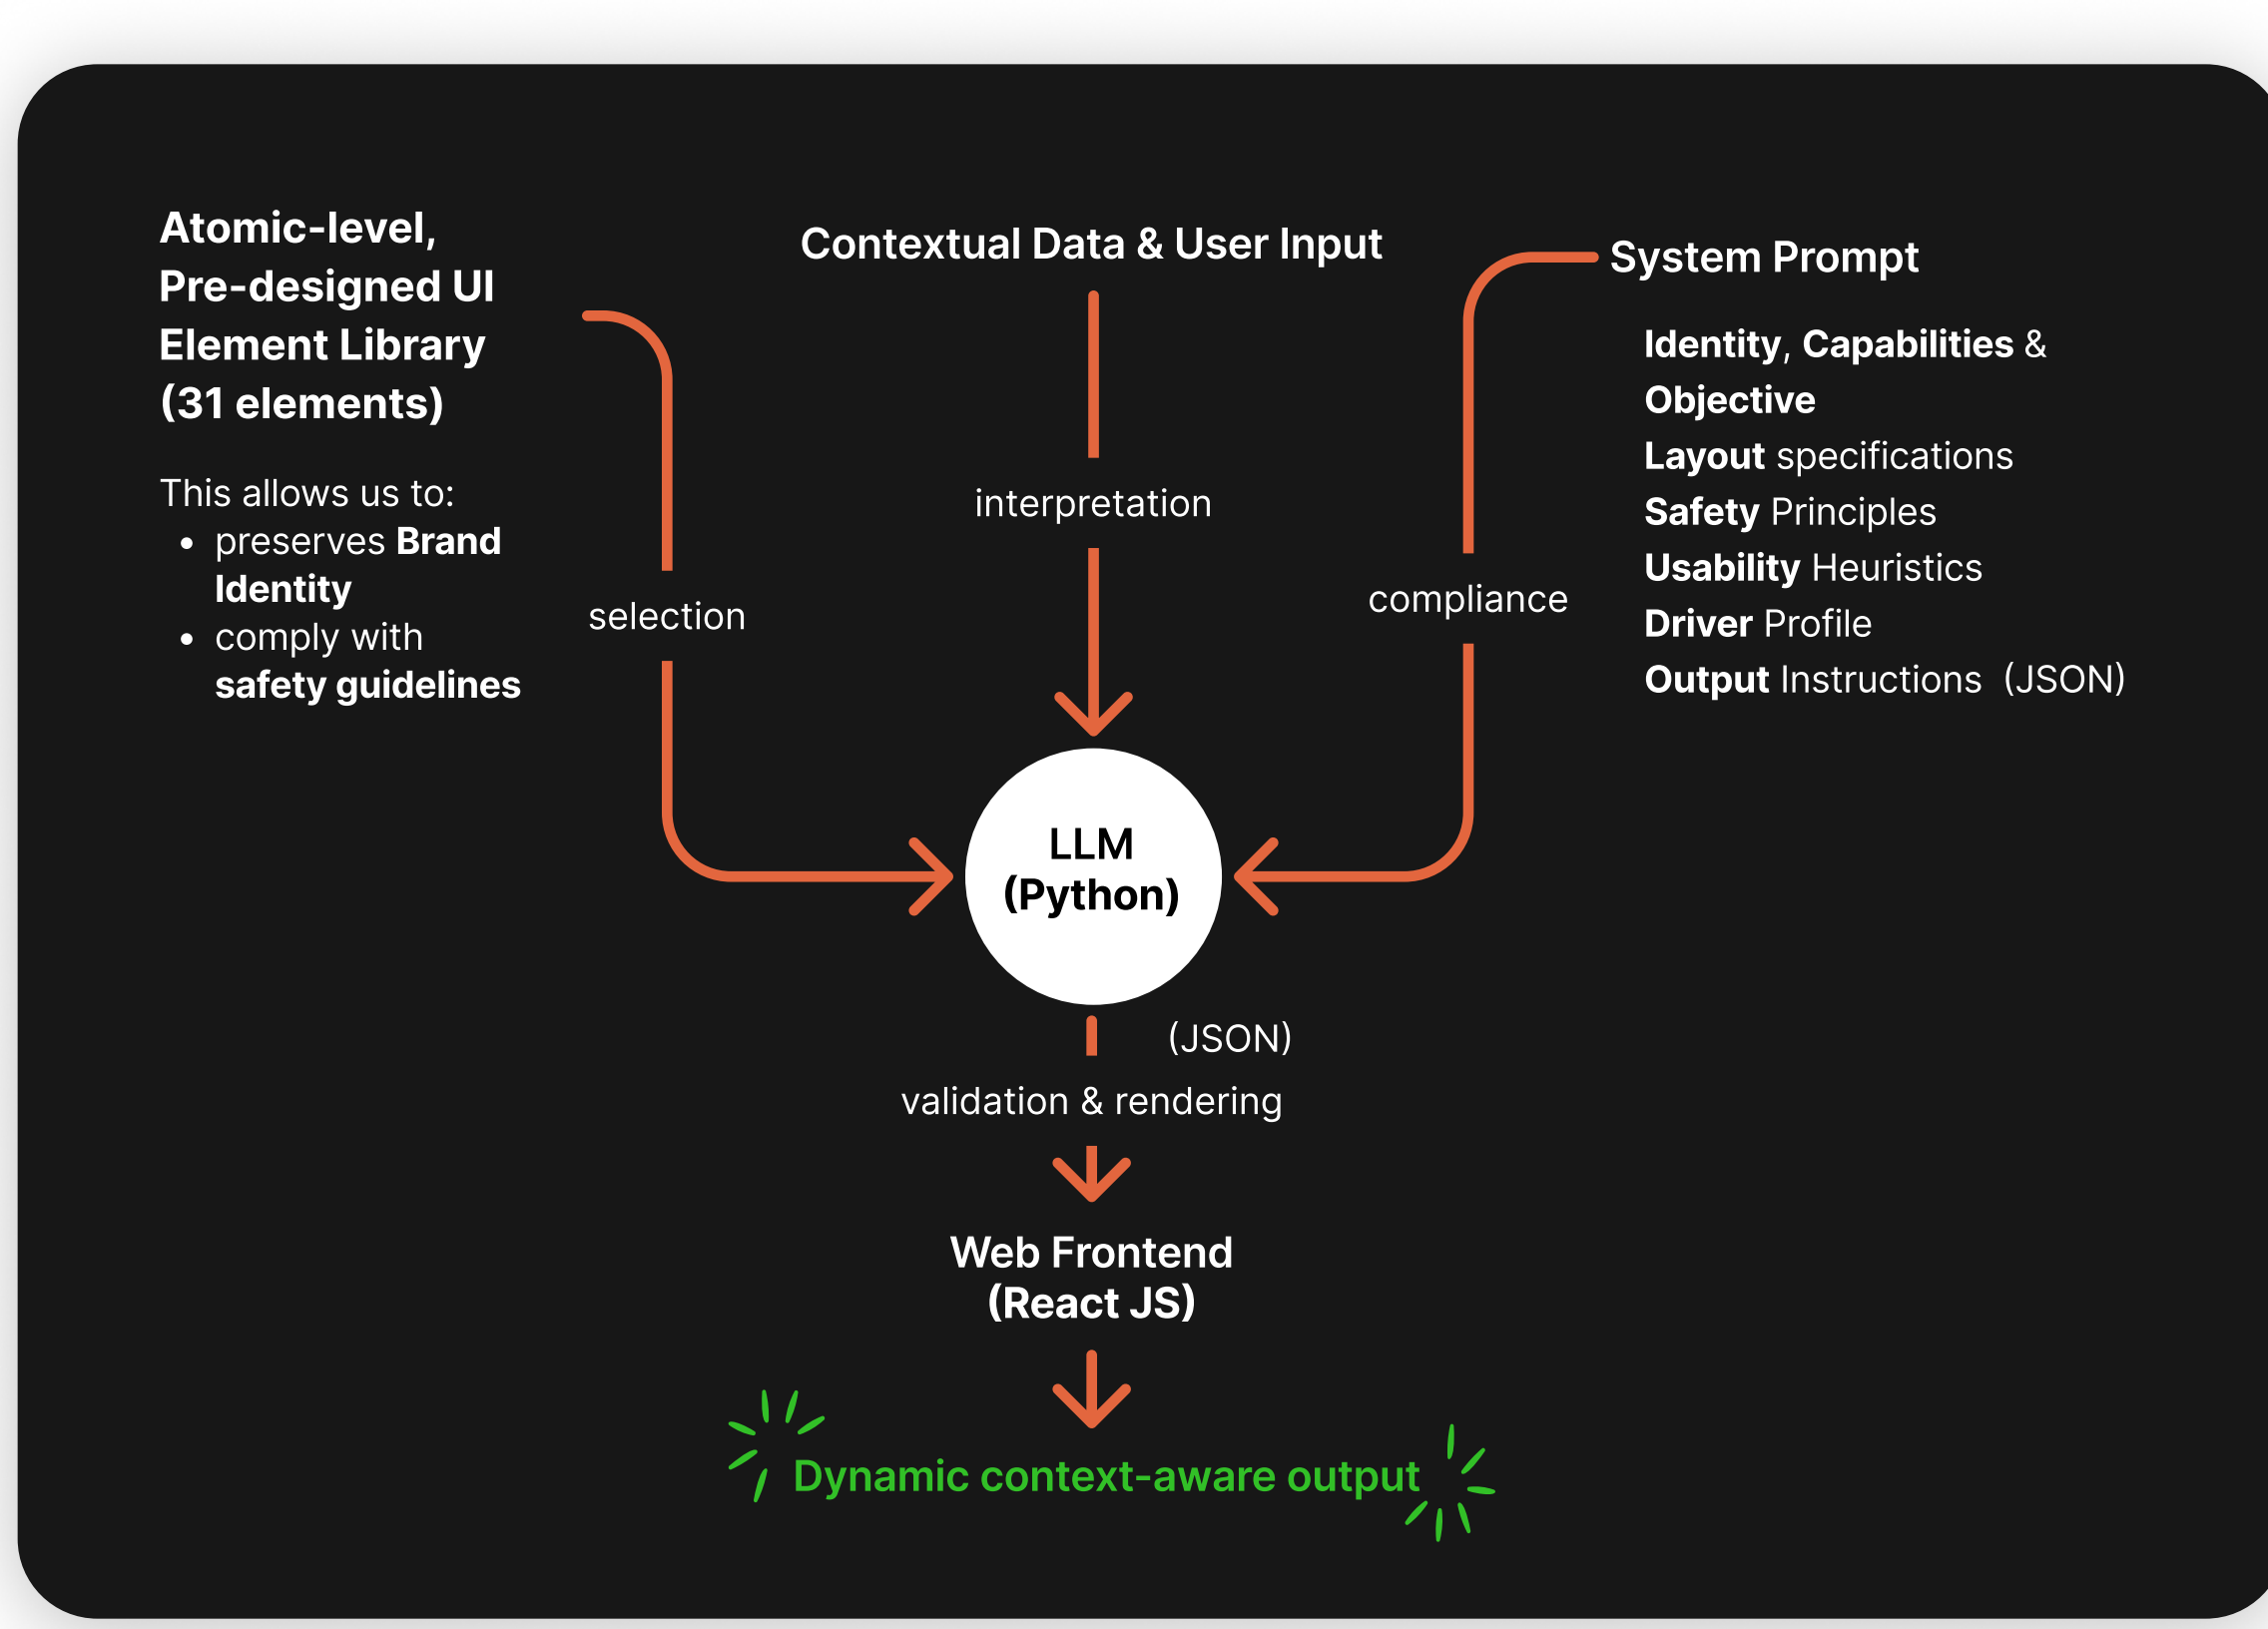 Atomic-level,
Pre-designed UI
Element Library
(31 elements)
This allows us to:
• preserves Brand
Identity
• comply with
safety guidelines
selection
Contextual Data & User Input
interpretation
System Prompt
Identity, Capabilities &
Objective
Layout specifications
Safety Principles
Usability Heuristics
Driver Profile
Output Instructions (JSON)
compliance
LLM
(Python)
(JSON)
validation & rendering
Web Frontend
(React JS)
Dynamic context-aware output